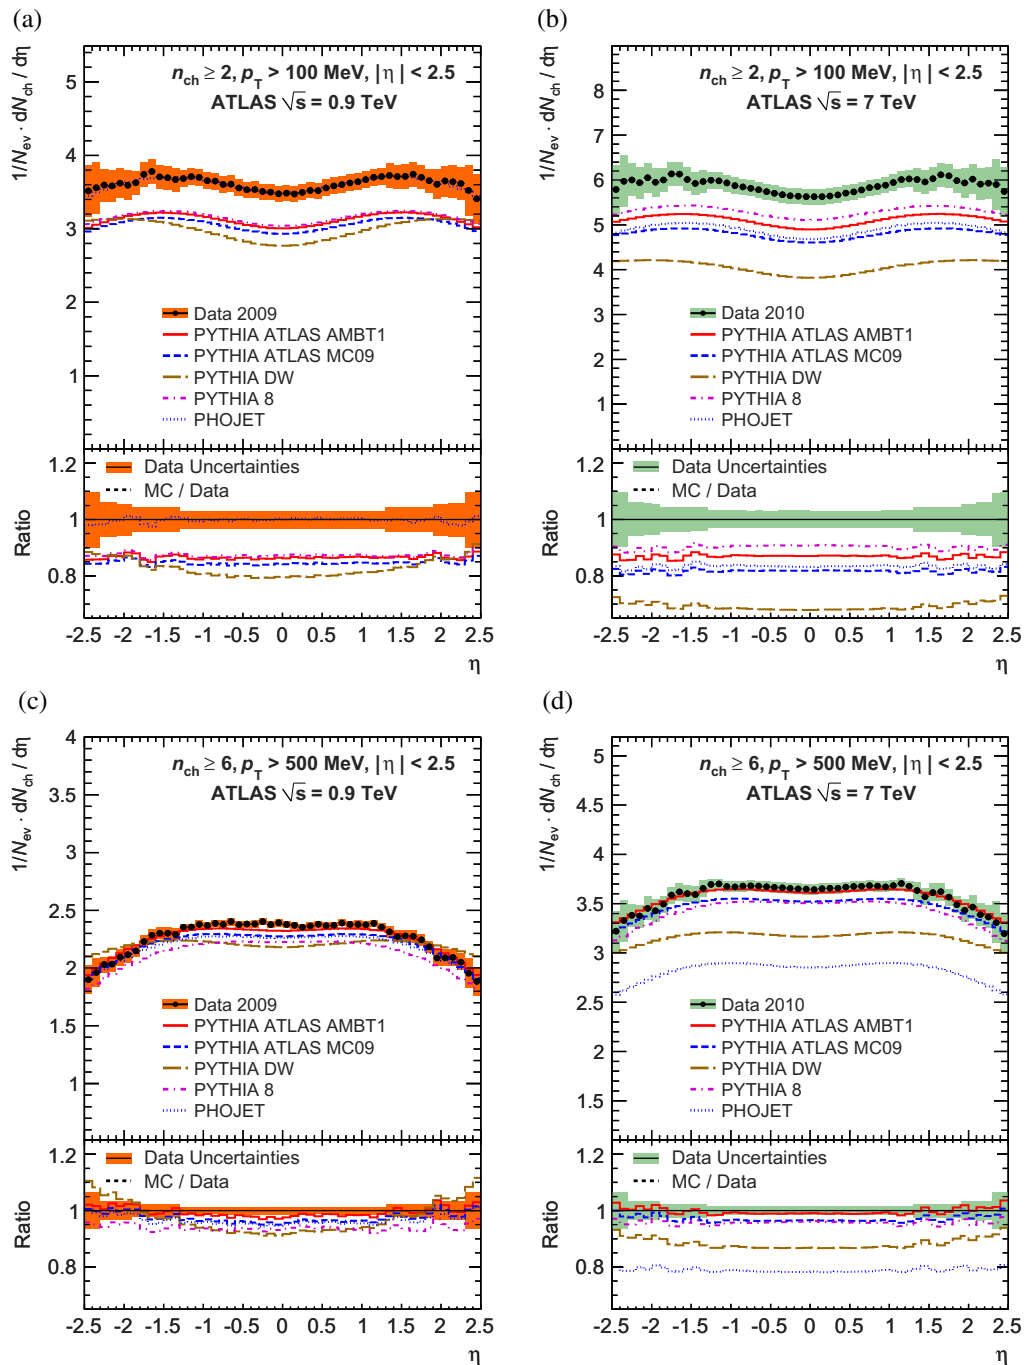 (a)
1/N_ev · dN_ch / dη
n_ch ≥ 2, p_T > 100 MeV, | η | < 2.5
ATLAS √s = 0.9 TeV
5
4
3
2
1
Data 2009
PYTHIA ATLAS AMBT1
PYTHIA ATLAS MC09
PYTHIA DW
PYTHIA 8
PHOJET
Ratio
1.2
1
0.8
Data Uncertainties
MC / Data
-2.5 -2 -1.5 -1 -0.5 0 0.5 1 1.5 2 2.5
η
(b)
1/N_ev · dN_ch / dη
n_ch ≥ 2, p_T > 100 MeV, | η | < 2.5
ATLAS √s = 7 TeV
8
7
6
5
4
3
2
1
Data 2010
PYTHIA ATLAS AMBT1
PYTHIA ATLAS MC09
PYTHIA DW
PYTHIA 8
PHOJET
Ratio
1.2
1
0.8
Data Uncertainties
MC / Data
-2.5 -2 -1.5 -1 -0.5 0 0.5 1 1.5 2 2.5
η
(c)
1/N_ev · dN_ch / dη
n_ch ≥ 6, p_T > 500 MeV, | η | < 2.5
ATLAS √s = 0.9 TeV
4
3.5
3
2.5
2
1.5
1
Data 2009
PYTHIA ATLAS AMBT1
PYTHIA ATLAS MC09
PYTHIA DW
PYTHIA 8
PHOJET
Ratio
1.2
1
0.8
Data Uncertainties
MC / Data
-2.5 -2 -1.5 -1 -0.5 0 0.5 1 1.5 2 2.5
η
(d)
1/N_ev · dN_ch / dη
n_ch ≥ 6, p_T > 500 MeV, | η | < 2.5
ATLAS √s = 7 TeV
5
4.5
4
3.5
3
2.5
2
1.5
Data 2010
PYTHIA ATLAS AMBT1
PYTHIA ATLAS MC09
PYTHIA DW
PYTHIA 8
PHOJET
Ratio
1.2
1
0.8
Data Uncertainties
MC / Data
-2.5 -2 -1.5 -1 -0.5 0 0.5 1 1.5 2 2.5
η